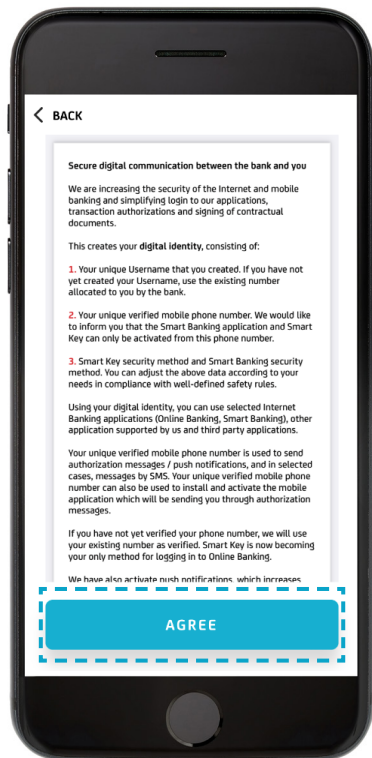 BACK
Secure digital communication between the bank and you
We are increasing the security of the Internet and mobile
banking and simplifying login to our applications,
transaction authorizations and signing of contractual
documents.
This creates your digital identity, consisting of:
1. Your unique Username that you created. If you have not
yet created your Username, use the existing number
allocated to you by the bank.
2. Your unique verified mobile phone number. We would like
to inform you that the Smart Banking application and Smart
Key can only be activated from this phone number.
3. Smart Key security method and Smart Banking security
method. You can adjust the above data according to your
needs in compliance with well-defined safety rules.
Using your digital identity, you can use selected Internet
Banking applications (Online Banking, Smart Banking), other
application supported by us and third party applications.
Your unique verified mobile phone number is used to send
authorization messages / push notifications, and in selected
cases, messages by SMS. Your unique verified mobile phone
number can also be used to install and activate the mobile
application which will be sending you through authorization
messages.
If you have not yet verified your phone number, we will use
your existing number as verified. Smart Key is now becoming
your only method for logging in to Online Banking.
We have also activate push notifications, which increases
AGREE